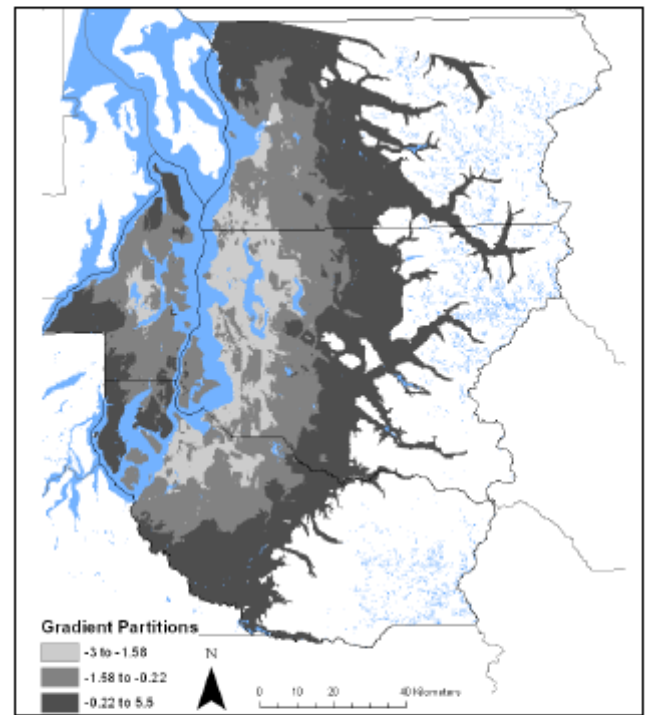 Gradient Partitions
-3 to -1.58
-1.58 to -0.22
-0.22 to 5.5
N
0 10 20 40 Kilometers